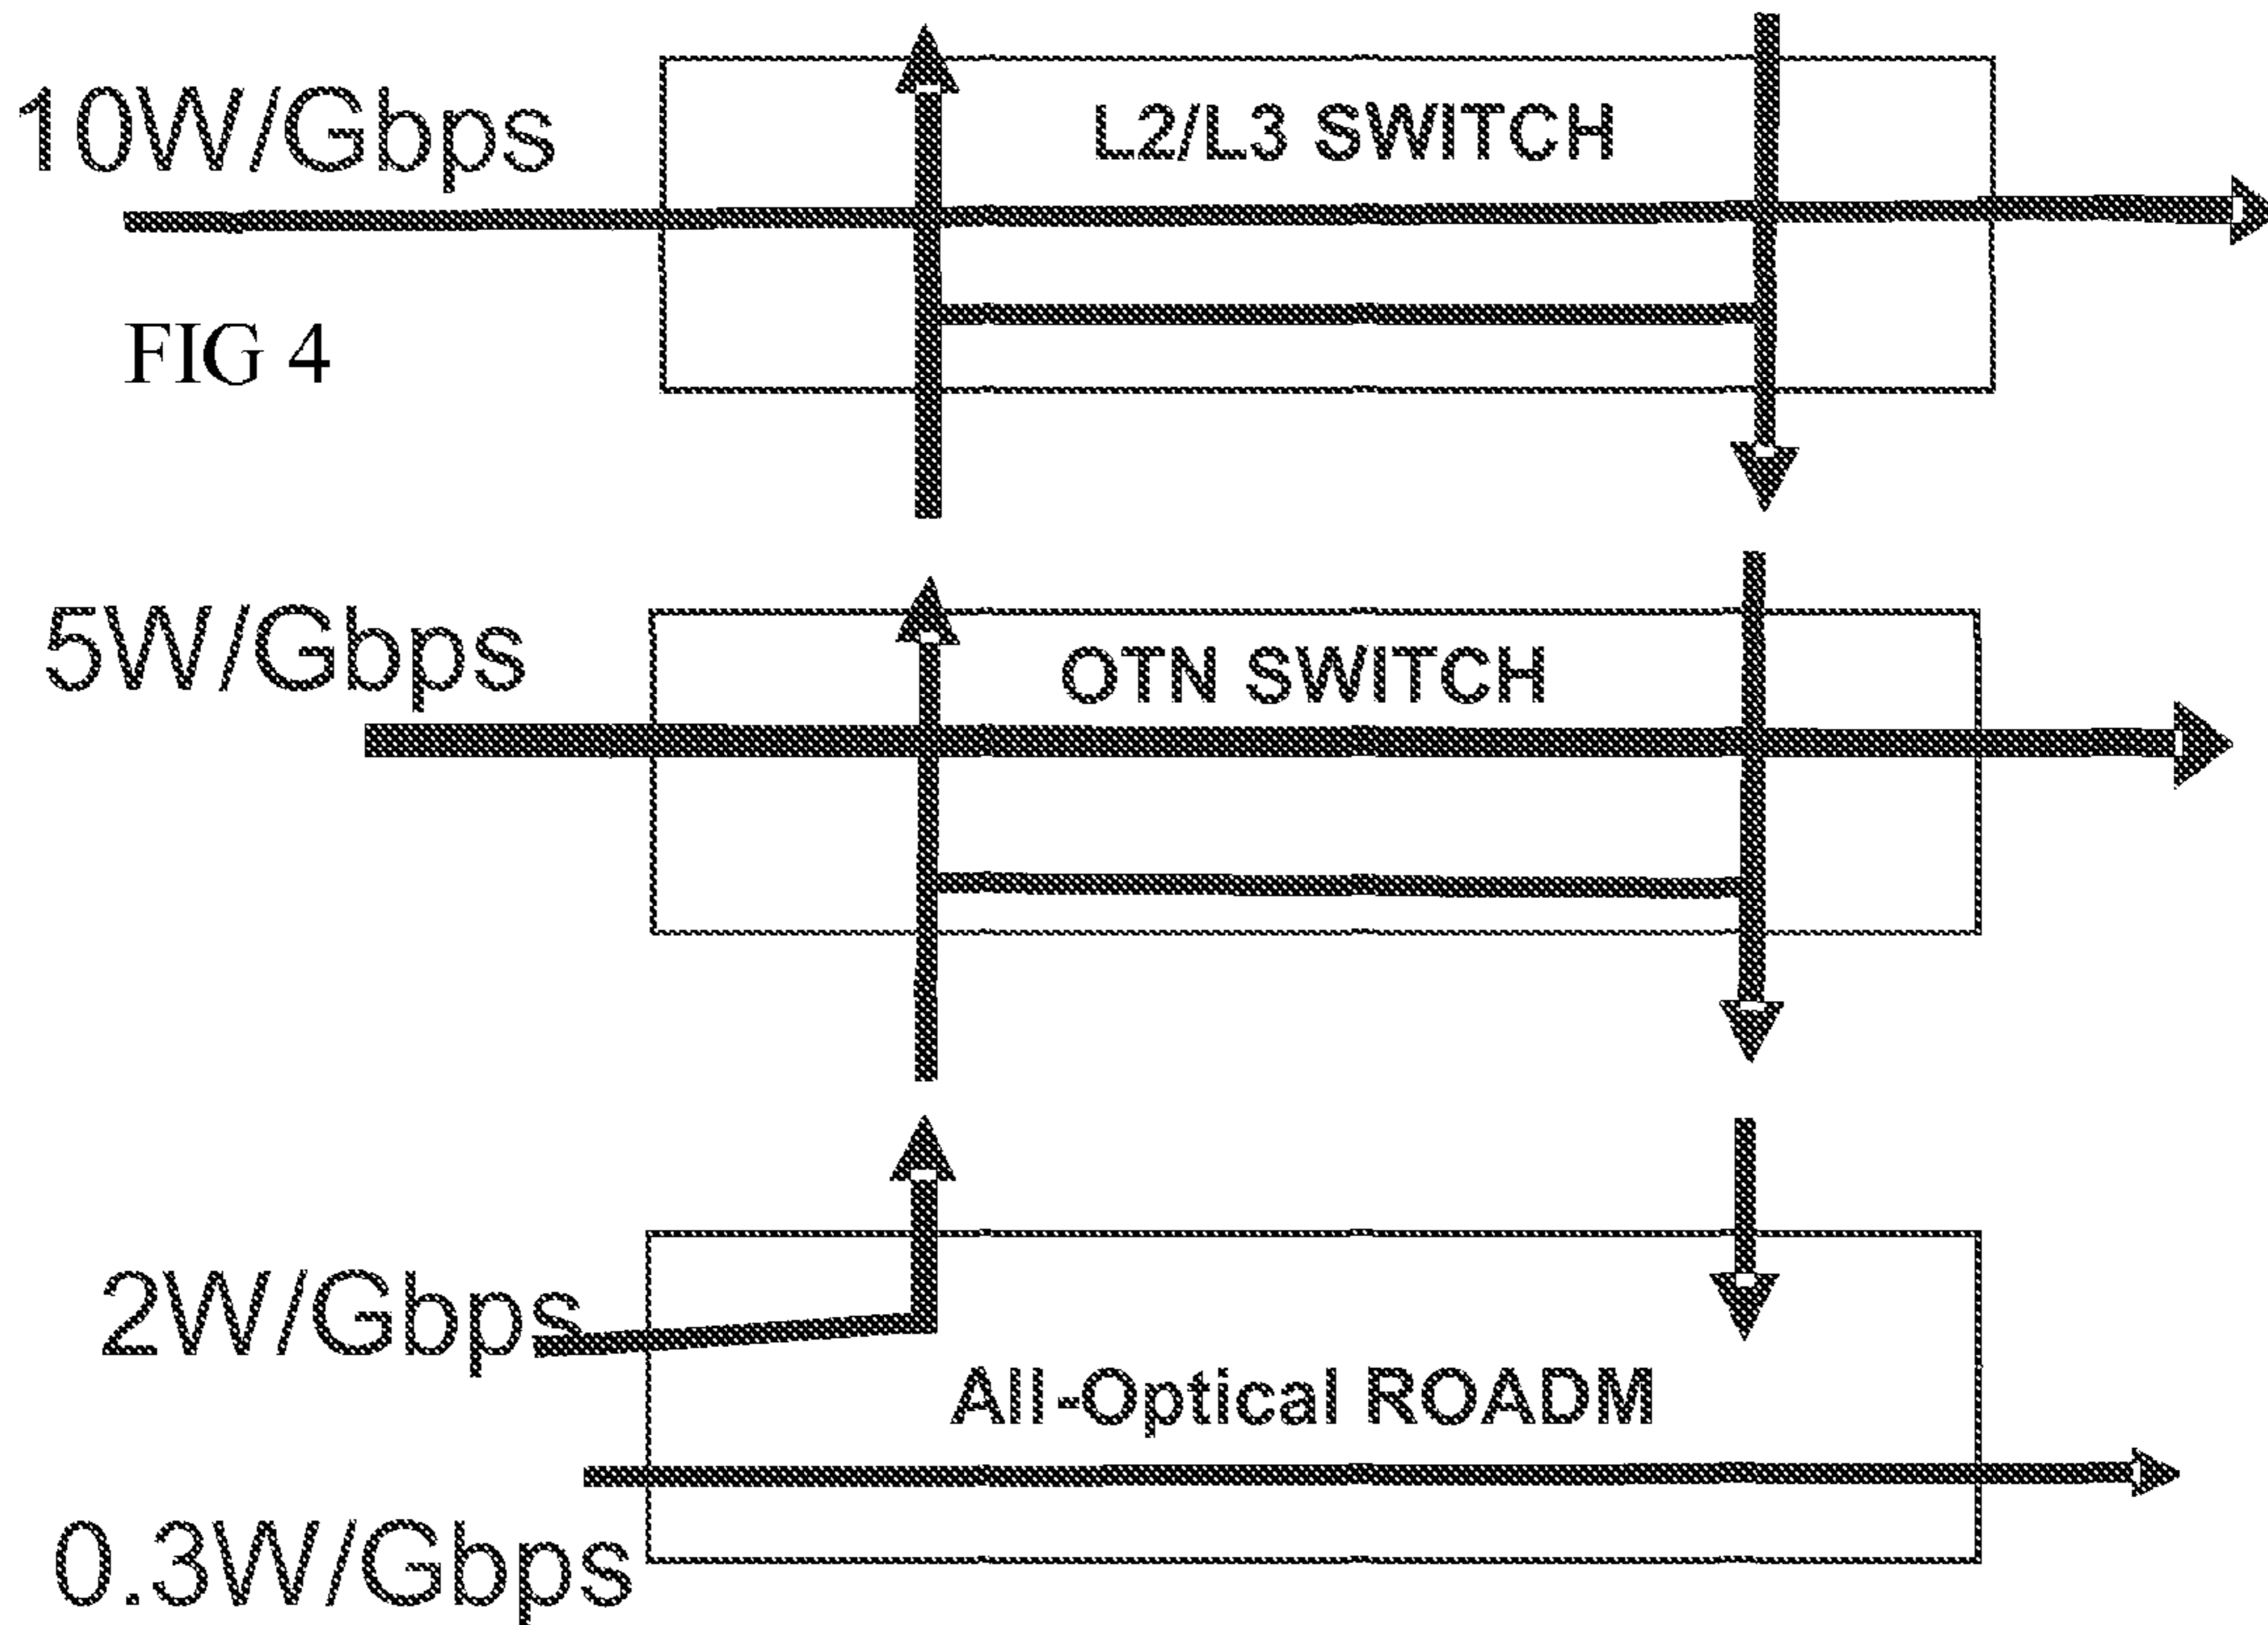 10W/Gbps
L2/L3 SWITCH
FIG 4
5W/Gbps
OTN SWITCH
2W/Gbps
All-Optical ROADM
0.3W/Gbps